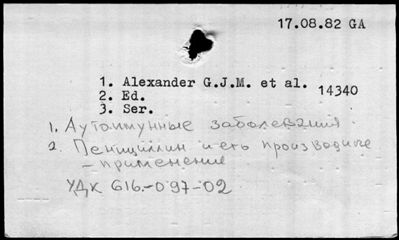 17.08.82 GA
1. Alexander G.J.M. et al. 14340
2. Ed.
3. Ser.
1. Аутоиммунные заболевания
2. Пенициллин и его производные
– применение
УДК 616.-097-02